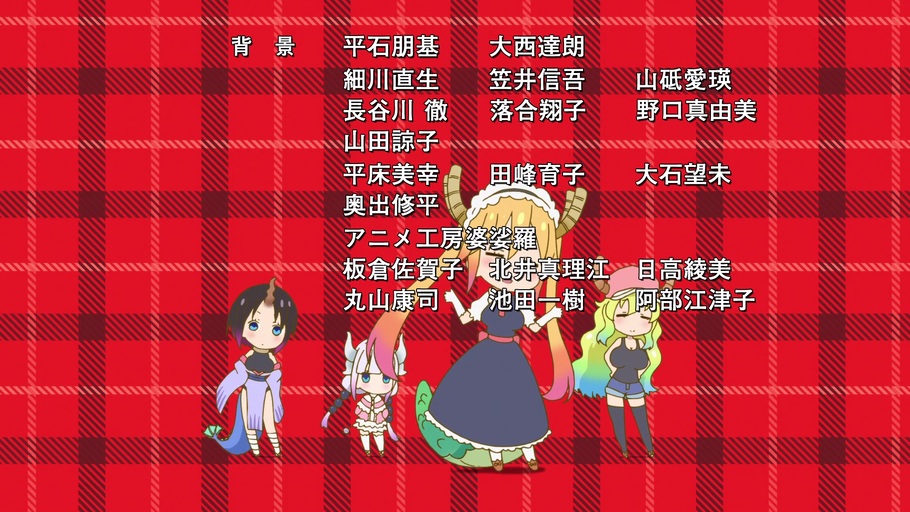 背 景 平石朋基 大西達朗
細川直生 笠井信吾 山砥愛瑛
長谷川 徹 落合翔子 野口真由美
山田諒子
平床美幸 田峰育子 大石望未
奥出修平
アニメ工房婆娑羅
板倉佐賀子 北井真理江 日高綾美
丸山康司 池田一樹 阿部江津子